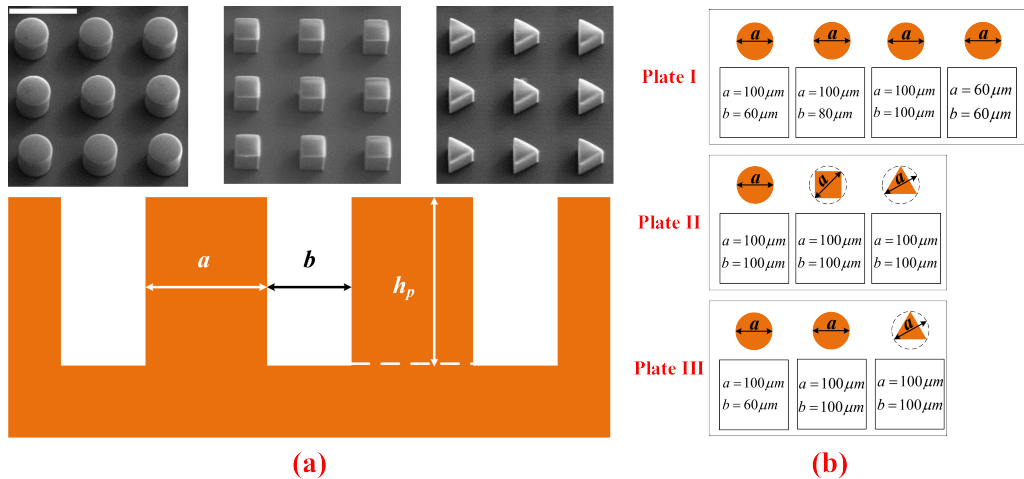 a
b
hₚ
(a)
Plate I
a a a a
a=100μm a=100μm a=100μm a=60μm
b=60μm b=80μm b=100μm b=60μm
Plate II
a a a
a=100μm a=100μm a=100μm
b=100μm b=100μm b=100μm
Plate III
a a a
a=100μm a=100μm a=100μm
b=60μm b=100μm b=100μm
(b)